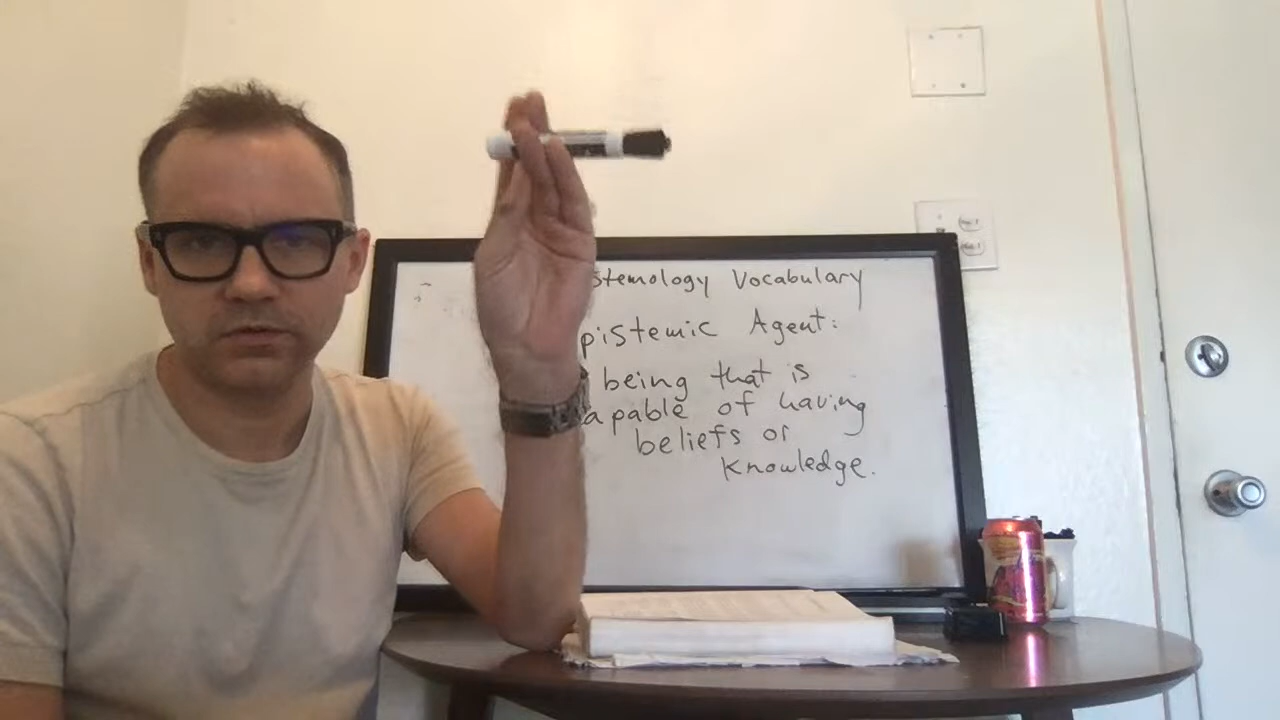 stemology Vocabulary
pistemic Agent:
being that is
apable of having
beliefs or
Knowledge.